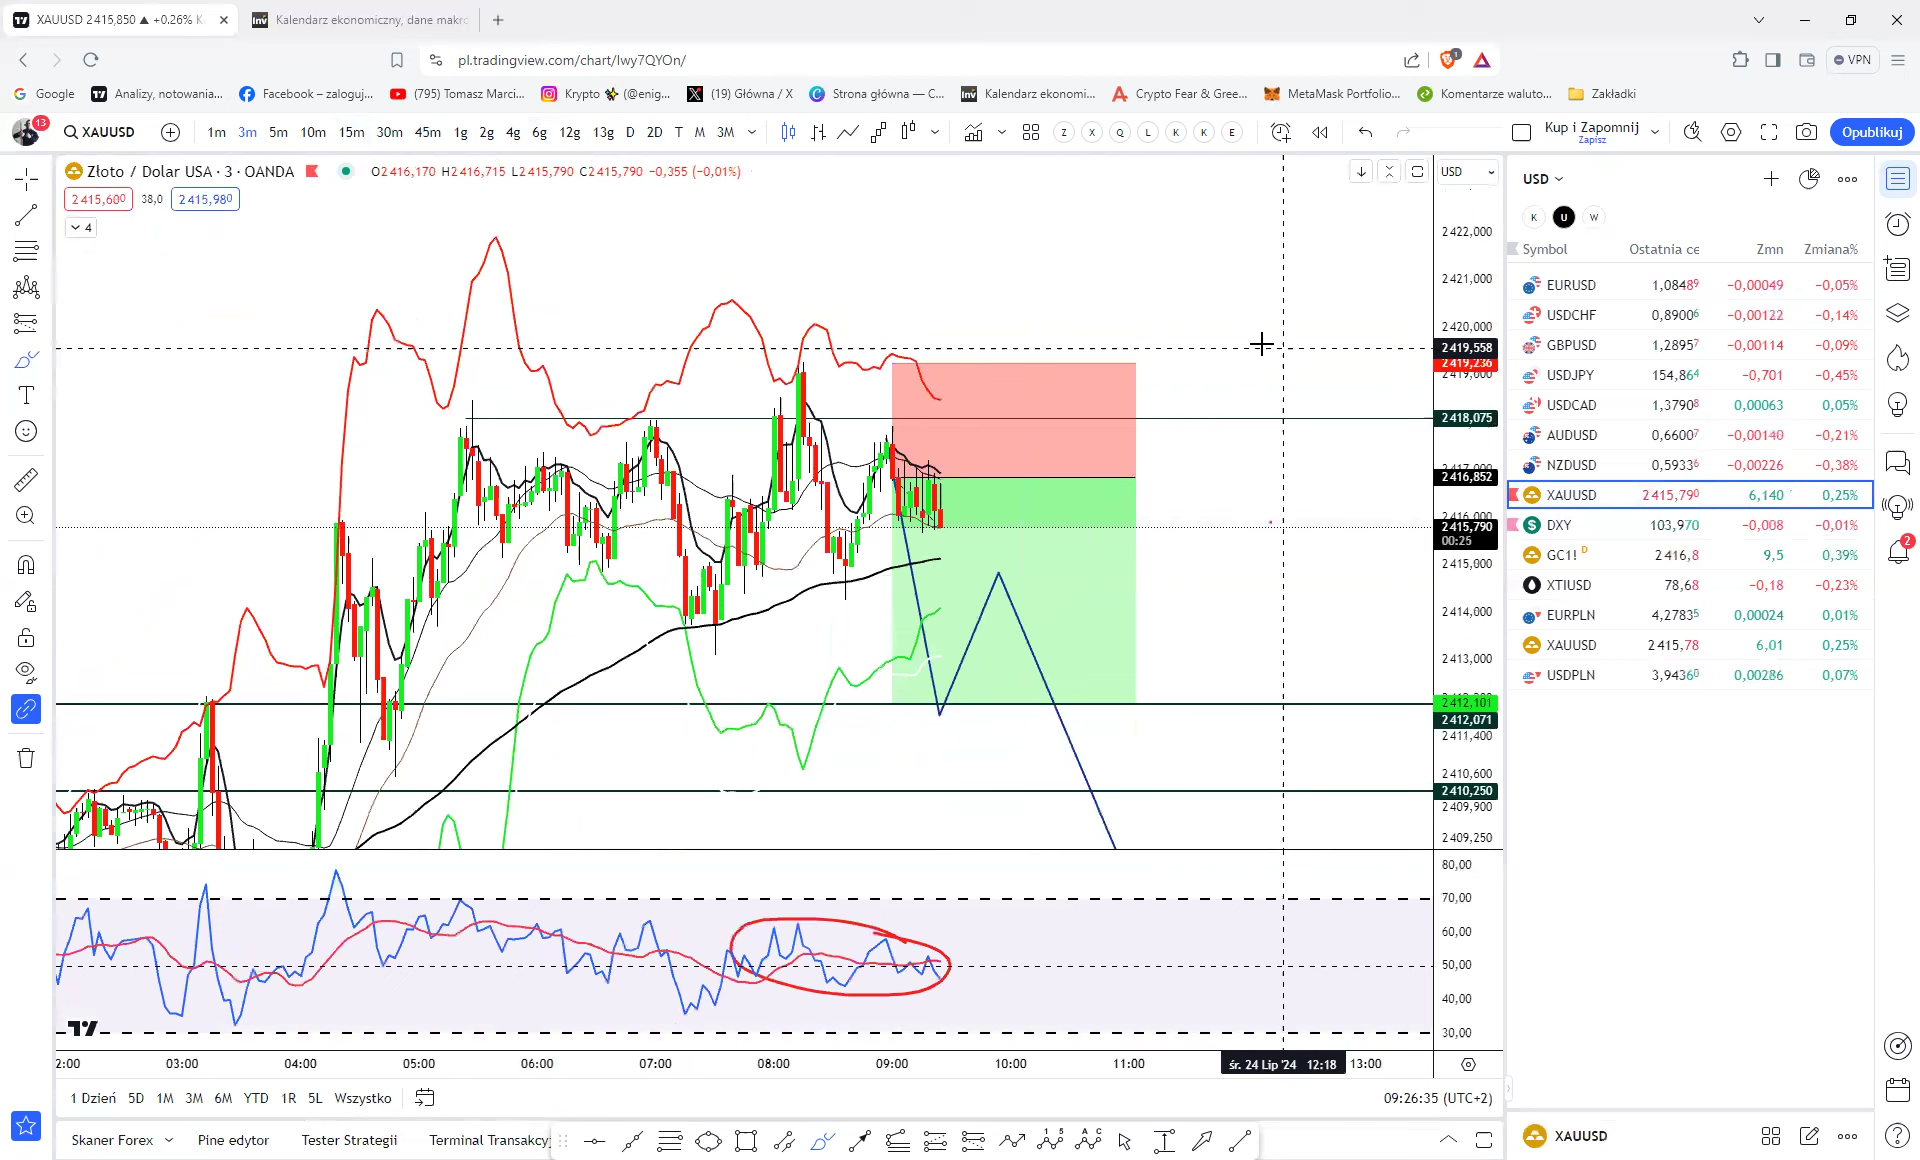 XAUUSD 2 415,850 ▲ +0.26% K
Kalendarz ekonomiczny, dane makro
pl.tradingview.com/chart/Iwy7QYOn/
1
VPN
Google
Analizy, notowania...
Facebook – zaloguj...
(795) Tomasz Marci...
Krypto (@enig...
(19) Główna / X
Strona główna — C...
Kalendarz ekonomi...
Crypto Fear & Gree...
MetaMask Portfolio...
Komentarze waluto...
Zakładki
13
XAUUSD
1m 3m 5m 10m 15m 30m 45m 1g 2g 4g 6g 12g 13g D 2D T M 3M
Z X Q L K K E
Kup i Zapomnij
Zapisz
Opublikuj
Złoto / Dolar USA · 3 · OANDA
O2 416,170 H2 416,715 L2 415,790 C2 415,790 −0,355 (−0,01%)
2 415,600
38,0
2 415,980
4
USD
2 422,000
2 421,000
2 420,000
2 419,558
2 419,236
2 419,000
2 418,075
2 417,000
2 416,852
2 416,000
2 415,790
00:25
2 415,000
2 414,000
2 413,000
2 412,101
2 412,071
2 411,400
2 410,600
2 410,250
2 409,900
2 409,250
80,00
70,00
60,00
50,00
40,00
30,00
2:00 03:00 04:00 05:00 06:00 07:00 08:00 09:00 10:00 11:00
śr. 24 Lip '24 12:18
13:00
1 Dzień 5D 1M 3M 6M YTD 1R 5L Wszystko
09:26:35 (UTC+2)
Skaner Forex
Pine edytor
Tester Strategii
Terminal Transakcyj
USD
K U W
Symbol Ostatnia ce Zmn Zmiana%
EURUSD 1,08489 −0,00049 −0,05%
USDCHF 0,89006 −0,00122 −0,14%
GBPUSD 1,28957 −0,00114 −0,09%
USDJPY 154,864 −0,701 −0,45%
USDCAD 1,37908 0,00063 0,05%
AUDUSD 0,66007 −0,00140 −0,21%
NZDUSD 0,59336 −0,00226 −0,38%
XAUUSD 2 415,790 6,140 0,25%
DXY 103,970 −0,008 −0,01%
GC1! D 2 416,8 9,5 0,39%
XTIUSD 78,68 −0,18 −0,23%
EURPLN 4,27835 0,00024 0,01%
XAUUSD 2 415,78 6,01 0,25%
USDPLN 3,94360 0,00286 0,07%
2
XAUUSD